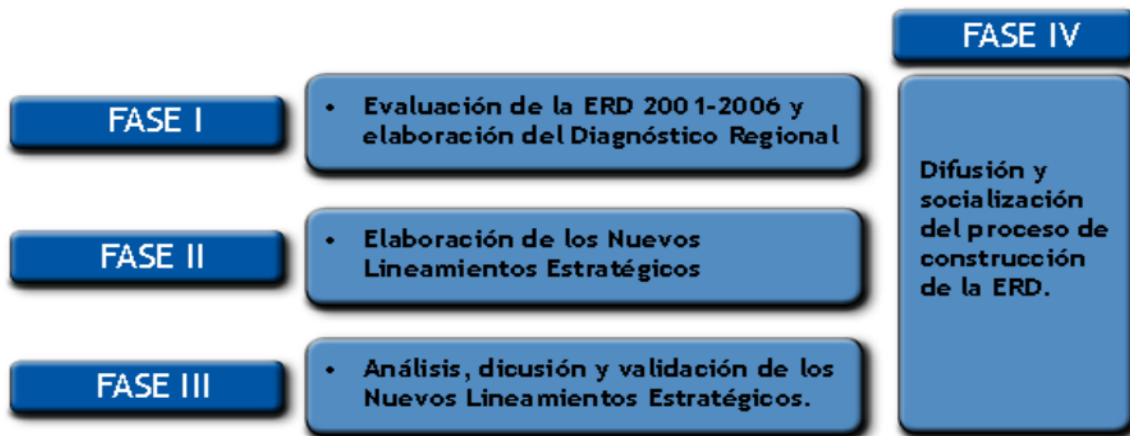 FASE I
• Evaluación de la ERD 2001-2006 y
elaboración del Diagnóstico Regional
FASE II
• Elaboración de los Nuevos
Lineamientos Estratégicos
FASE III
• Análisis, dicusión y validación de los
Nuevos Lineamientos Estratégicos.
FASE IV
Difusión y
socialización
del proceso de
construcción
de la ERD.